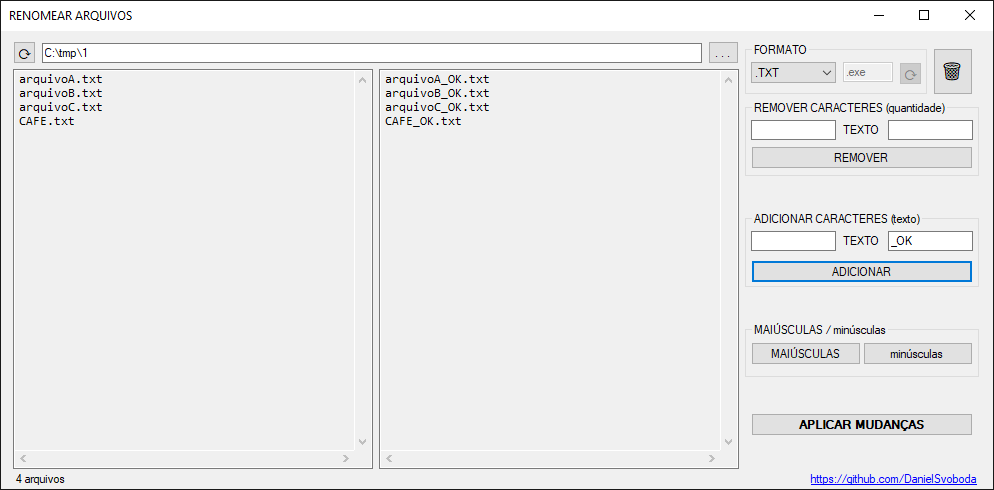 RENOMEAR ARQUIVOS
C:\tmp\1
...
arquivoA.txt
arquivoB.txt
arquivoC.txt
CAFE.txt
arquivoA_OK.txt
arquivoB_OK.txt
arquivoC_OK.txt
CAFE_OK.txt
FORMATO
.TXT .exe
REMOVER CARACTERES (quantidade)
TEXTO
REMOVER
ADICIONAR CARACTERES (texto)
TEXTO _OK
ADICIONAR
MAIÚSCULAS / minúsculas
MAIÚSCULAS minúsculas
APLICAR MUDANÇAS
4 arquivos
https://github.com/DanielSvoboda